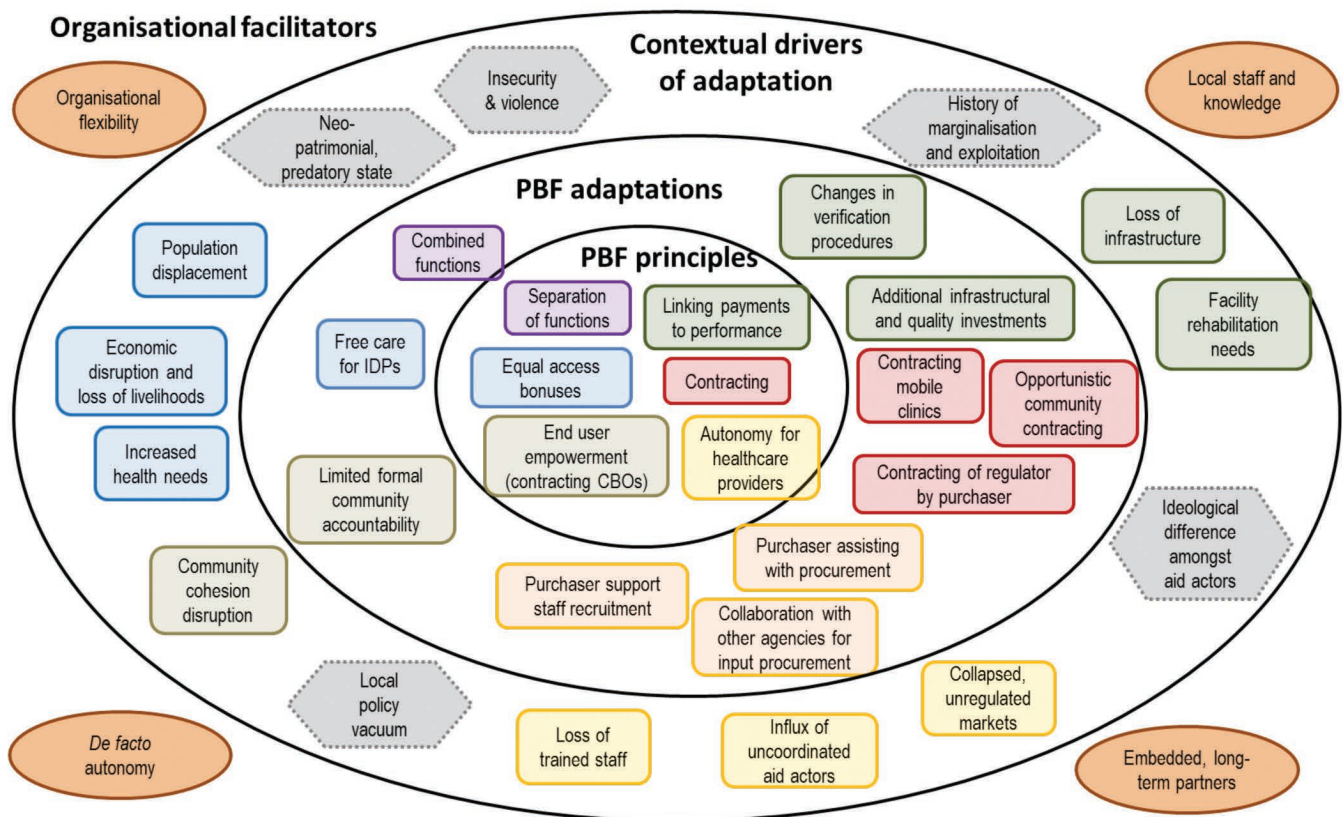 Organisational facilitators
Contextual drivers
of adaptation
Organisational
flexibility
Insecurity
& violence
Local staff and
knowledge
Neo-
patrimonial,
predatory state
History of
marginalisation
and exploitation
PBF adaptations
Changes in
verification
procedures
Loss of
infrastructure
Population
displacement
Combined
functions
PBF principles
Separation
of functions
Linking payments
to performance
Additional infrastructural
and quality investments
Facility
rehabilitation
needs
Economic
disruption and
loss of livelihoods
Free care
for IDPs
Equal access
bonuses
Contracting
Contracting
mobile
clinics
Opportunistic
community
contracting
Increased
health needs
Limited formal
community
accountability
End user
empowerment
(contracting CBOs)
Autonomy for
healthcare
providers
Contracting of regulator
by purchaser
Ideological
difference
amongst
aid actors
Community
cohesion
disruption
Purchaser support
staff recruitment
Purchaser assisting
with procurement
Collaboration with
other agencies for
input procurement
Local
policy
vacuum
Collapsed,
unregulated
markets
De facto
autonomy
Loss of
trained staff
Influx of
uncoordinated
aid actors
Embedded, long-
term partners